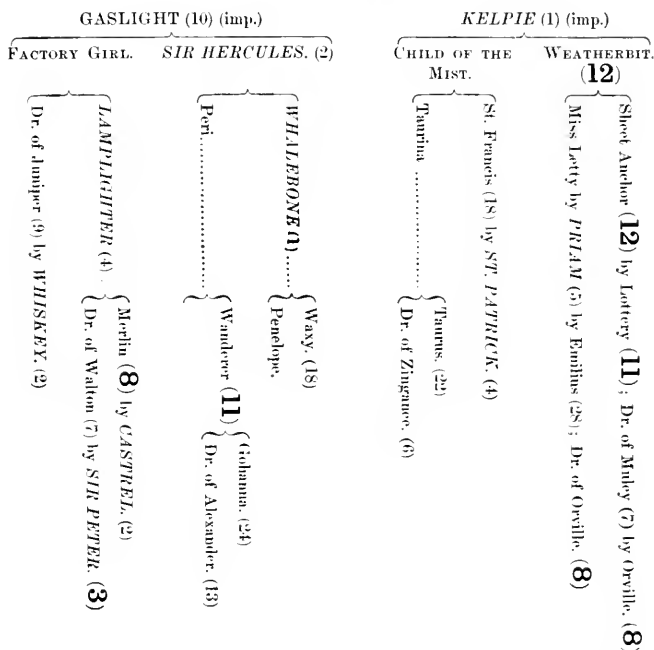 GASLIGHT (10) (imp.)
FACTORY GIRL. SIR HERCULES. (2)
Dr. of Juniper (9) by WHISKEY. (2)
LAMPLIGHTER (4)
Merlin (8) by CASTREL. (2)
Dr. of Walton (7) by SIR PETER. (3)
Peri
WHALEBONE (1)
Waxy. (18)
Penelope.
Wanderer (11)
Gohanna. (24)
Dr. of Alexander. (13)
KELPIE (1) (imp.)
CHILD OF THE MIST.
WEATHERBIT. (12)
Taurina
St. Francis (18) by ST. PATRICK. (4)
Taurus. (22)
Dr. of Zinganee. (6)
Miss Letty by PRIAM (5) by Emilius (28); Dr. of Orville. (8)
Sheet Anchor (12) by Lottery (11); Dr. of Muley (7) by Orville. (8)